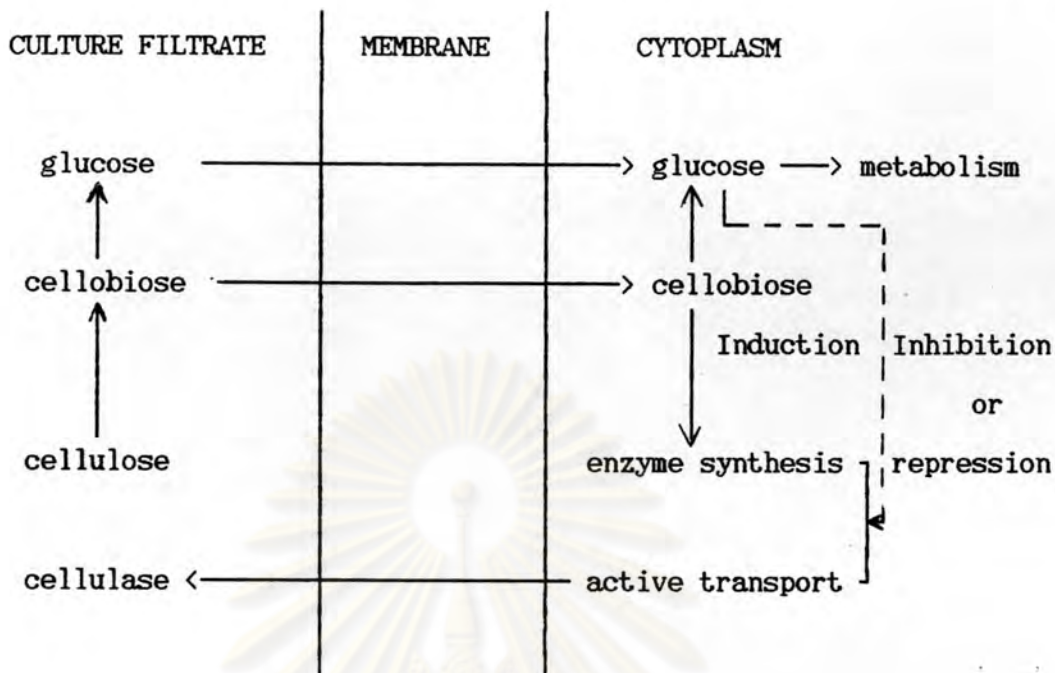 CULTURE FILTRATE MEMBRANE CYTOPLASM
glucose glucose metabolism
cellobiose cellobiose
Induction Inhibition
or
cellulose enzyme synthesis repression
cellulase active transport